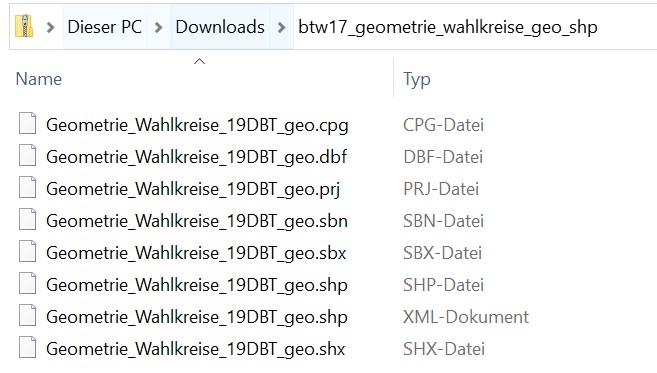 Dieser PC > Downloads > btw17_geometrie_wahlkreise_geo_shp
Name Typ
Geometrie_Wahlkreise_19DBT_geo.cpg CPG-Datei
Geometrie_Wahlkreise_19DBT_geo.dbf DBF-Datei
Geometrie_Wahlkreise_19DBT_geo.prj PRJ-Datei
Geometrie_Wahlkreise_19DBT_geo.sbn SBN-Datei
Geometrie_Wahlkreise_19DBT_geo.sbx SBX-Datei
Geometrie_Wahlkreise_19DBT_geo.shp SHP-Datei
Geometrie_Wahlkreise_19DBT_geo.shp XML-Dokument
Geometrie_Wahlkreise_19DBT_geo.shx SHX-Datei